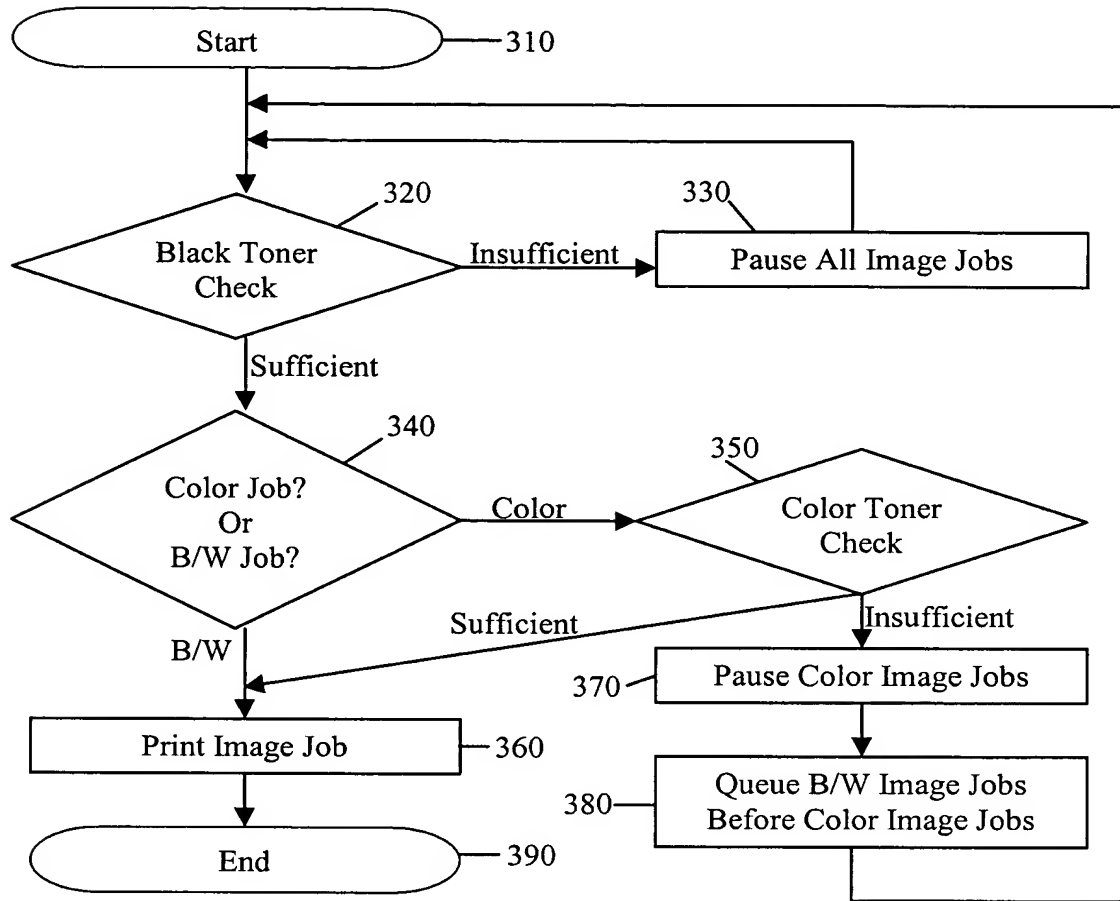 Start
310
320
330
Black Toner
Check
Insufficient
Pause All Image Jobs
Sufficient
340
350
Color Job?
Or
B/W Job?
Color
Color Toner
Check
Sufficient
Insufficient
B/W
370
Pause Color Image Jobs
Print Image Job
360
380
Queue B/W Image Jobs
Before Color Image Jobs
End
390